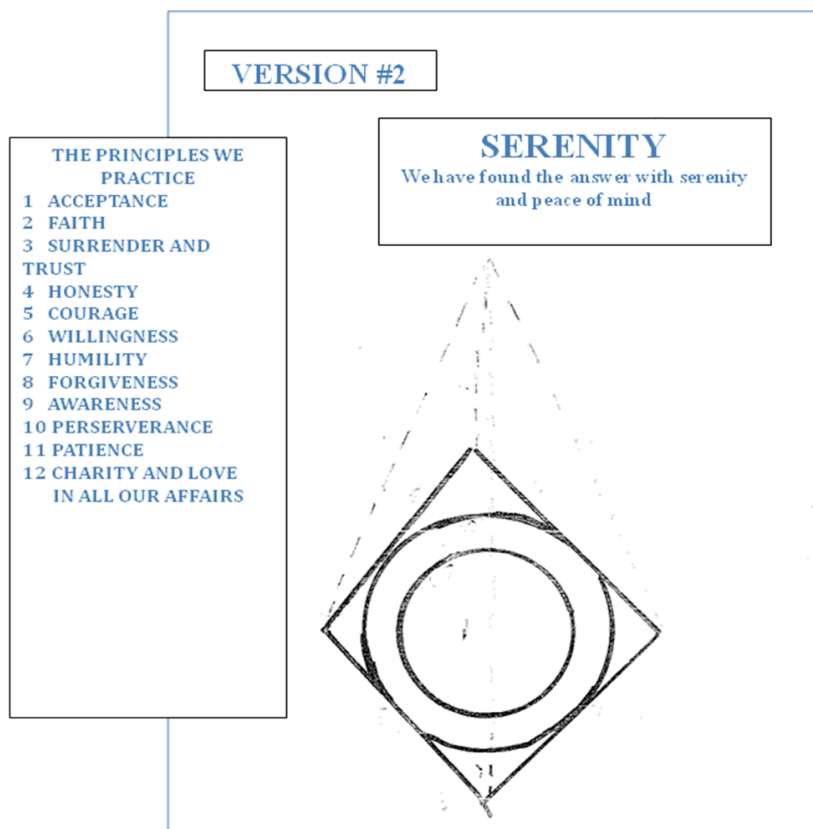 VERSION #2
SERENITY
We have found the answer with serenity
and peace of mind
THE PRINCIPLES WE
PRACTICE
1 ACCEPTANCE
2 FAITH
3 SURRENDER AND
TRUST
4 HONESTY
5 COURAGE
6 WILLINGNESS
7 HUMILITY
8 FORGIVENESS
9 AWARENESS
10 PERSERVERANCE
11 PATIENCE
12 CHARITY AND LOVE
IN ALL OUR AFFAIRS